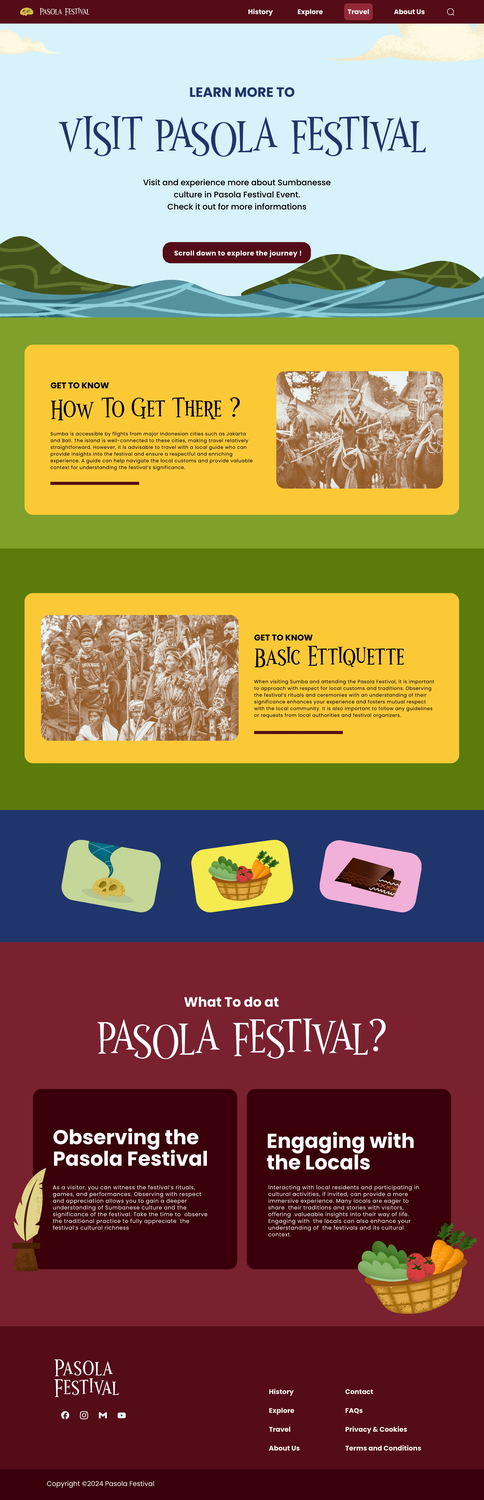 PASOLA FESTIVAL
History
Explore
Travel
About Us
LEARN MORE TO
VISIT PASOLA FESTIVAL
Visit and experience more about Sumbanesse
culture in Pasola Festival Event.
Check it out for more informations
Scroll down to explore the journey !
GET TO KNOW
HOW TO GET THERE ?
Sumba is accessible by flights from major Indonesian cities such as Jakarta
and Bali. The island is well-connected to these cities, making travel relatively
straightforward. However, it is advisable to travel with a local guide who can
provide insights into the festival and ensure a respectful and enriching
experience. A guide can help navigate the local customs and provide valuable
context for understanding the festival's significance.
GET TO KNOW
BASIC ETTIQUETTE
When visiting Sumba and attending the Pasola Festival, it is important
to approach with respect for local customs and traditions. Observing
the festival's rituals and ceremonies with an understanding of their
significance enhances your experience and fosters mutual respect
with the local community. It is also important to follow any guidelines
or requests from local authorities and festival organizers.
What To do at
PASOLA FESTIVAL?
Observing the
Pasola Festival
As a visitor, you can witness the festival's rituals,
games, and performances. Observing with respect
and appreciation allows you to gain a deeper
understanding of Sumbanese culture and the
significance of the festival. Take the time to observe
the traditional practice to fully appreciate the
festival's cultural richness
Engaging with
the Locals
Interacting with local residents and participating in
cultural activities, if invited, can provide a more
immersive experience. Many locals are eager to
share their traditions and stories with visitors,
offering valueable insights into their way of life.
Engaging with the locals can also enhance your
understanding of the festivals and its cultural
context.
PASOLA
FESTIVAL
History
Explore
Travel
About Us
Contact
FAQs
Privacy & Cookies
Terms and Conditions
Copyright ©2024 Pasola Festival